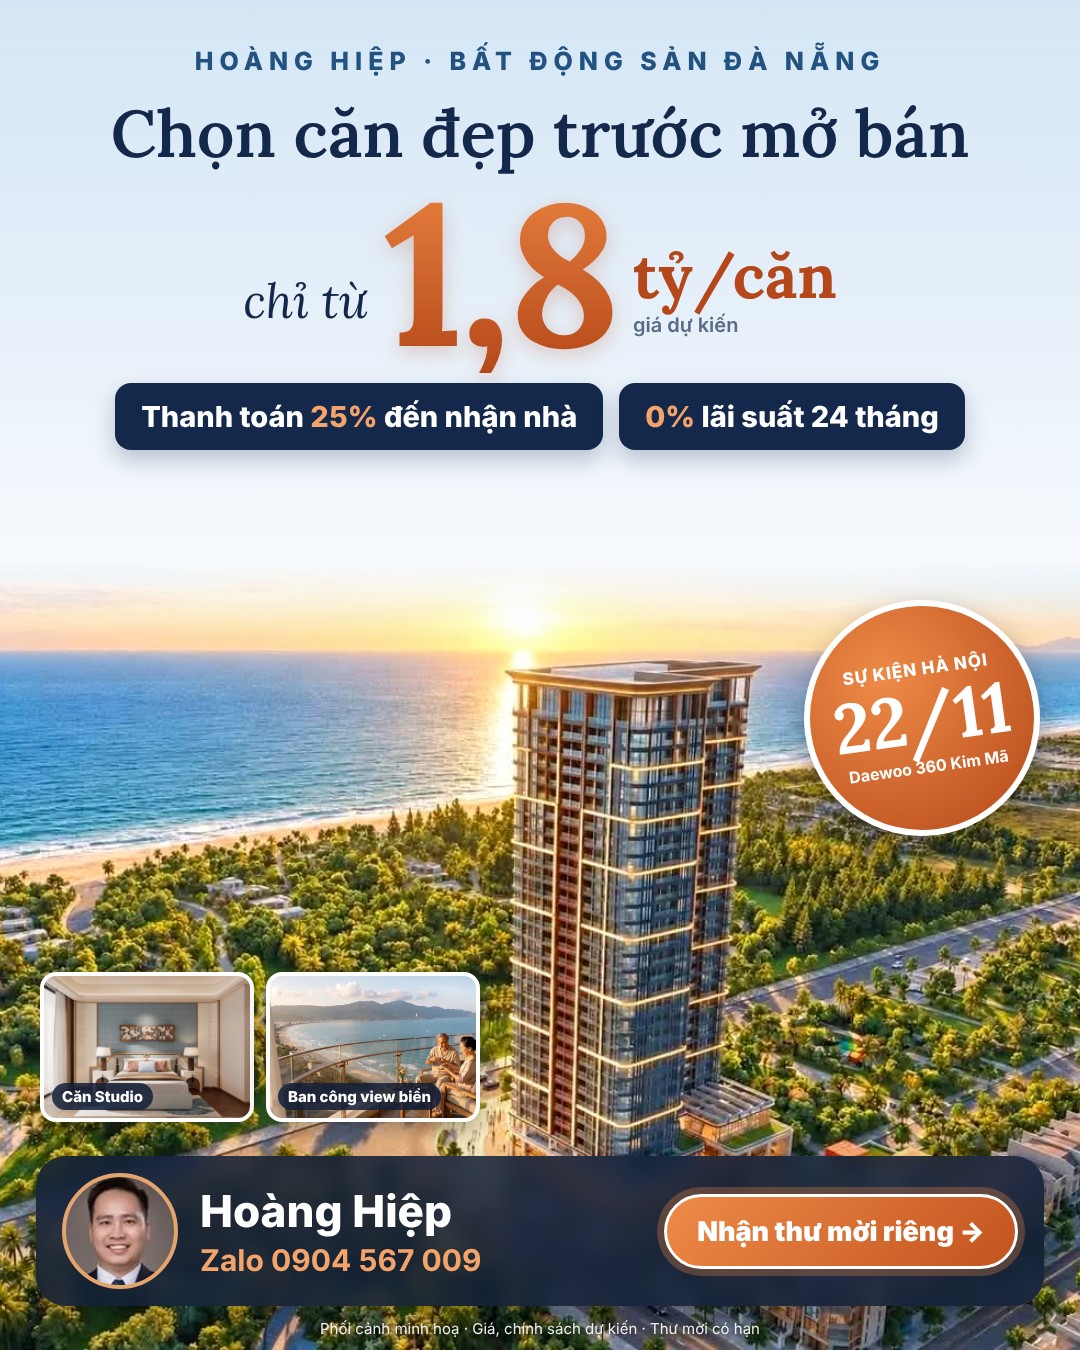 HOÀNG HIỆP · BẤT ĐỘNG SẢN ĐÀ NẴNG
Chọn căn đẹp trước mở bán
chỉ từ 1,8 tỷ/căn
giá dự kiến
Thanh toán 25% đến nhận nhà
0% lãi suất 24 tháng
SỰ KIỆN HÀ NỘI
22/11
Daewoo 360 Kim Mã
Căn Studio
Ban công view biển
Hoàng Hiệp
Zalo 0904 567 009
Nhận thư mời riêng →
Phối cảnh minh hoạ · Giá, chính sách dự kiến · Thư mời có hạn